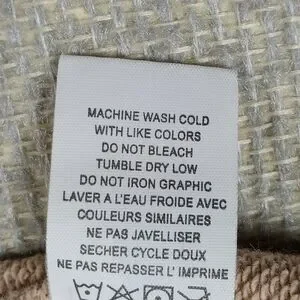 MACHINE WASH COLD
WITH LIKE COLORS
DO NOT BLEACH
TUMBLE DRY LOW
DO NOT IRON GRAPHIC
LAVER A L'EAU FROIDE AVEC
COULEURS SIMILAIRES
NE PAS JAVELLISER
SECHER CYCLE DOUX
NE PAS REPASSER L' IMPRIME